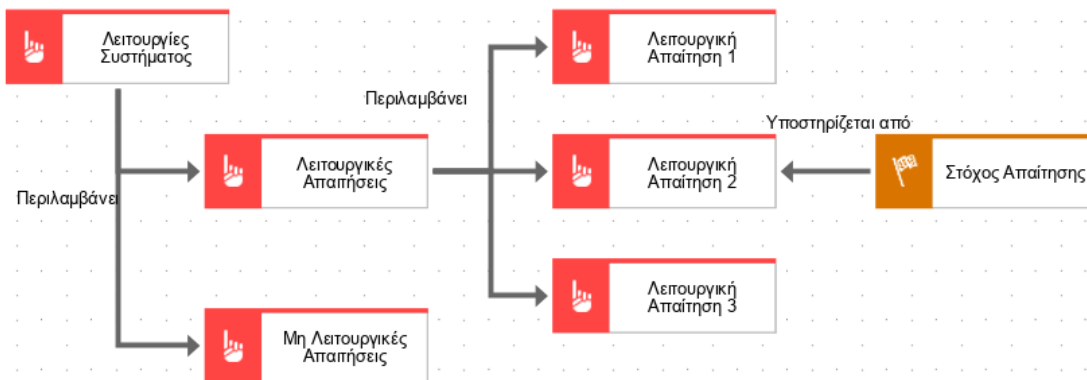 Λειτουργίες
Συστήματος
Λειτουργική
Απαίτηση 1
Περιλαμβάνει
Υποστηρίζεται από
Λειτουργικές
Απαιτήσεις
Λειτουργική
Απαίτηση 2
Στόχος Απαίτησης
Περιλαμβάνει
Λειτουργική
Απαίτηση 3
Μη Λειτουργικές
Απαιτήσεις